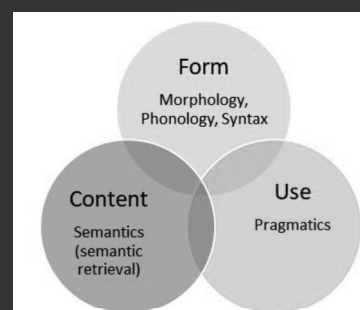 Form
Morphology,
Phonology, Syntax
Content
Semantics
(semantic
retrieval)
Use
Pragmatics